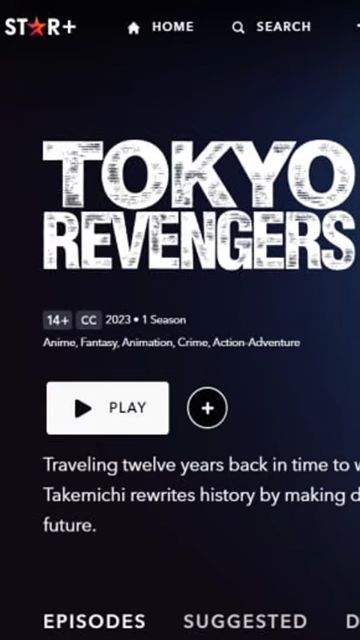 ST★R+ HOME SEARCH
TOKYO
REVENGERS
14+ CC 2023 • 1 Season
Anime, Fantasy, Animation, Crime, Action-Adventure
PLAY
Traveling twelve years back in time to
Takemichi rewrites history by making
future.
EPISODES SUGGESTED